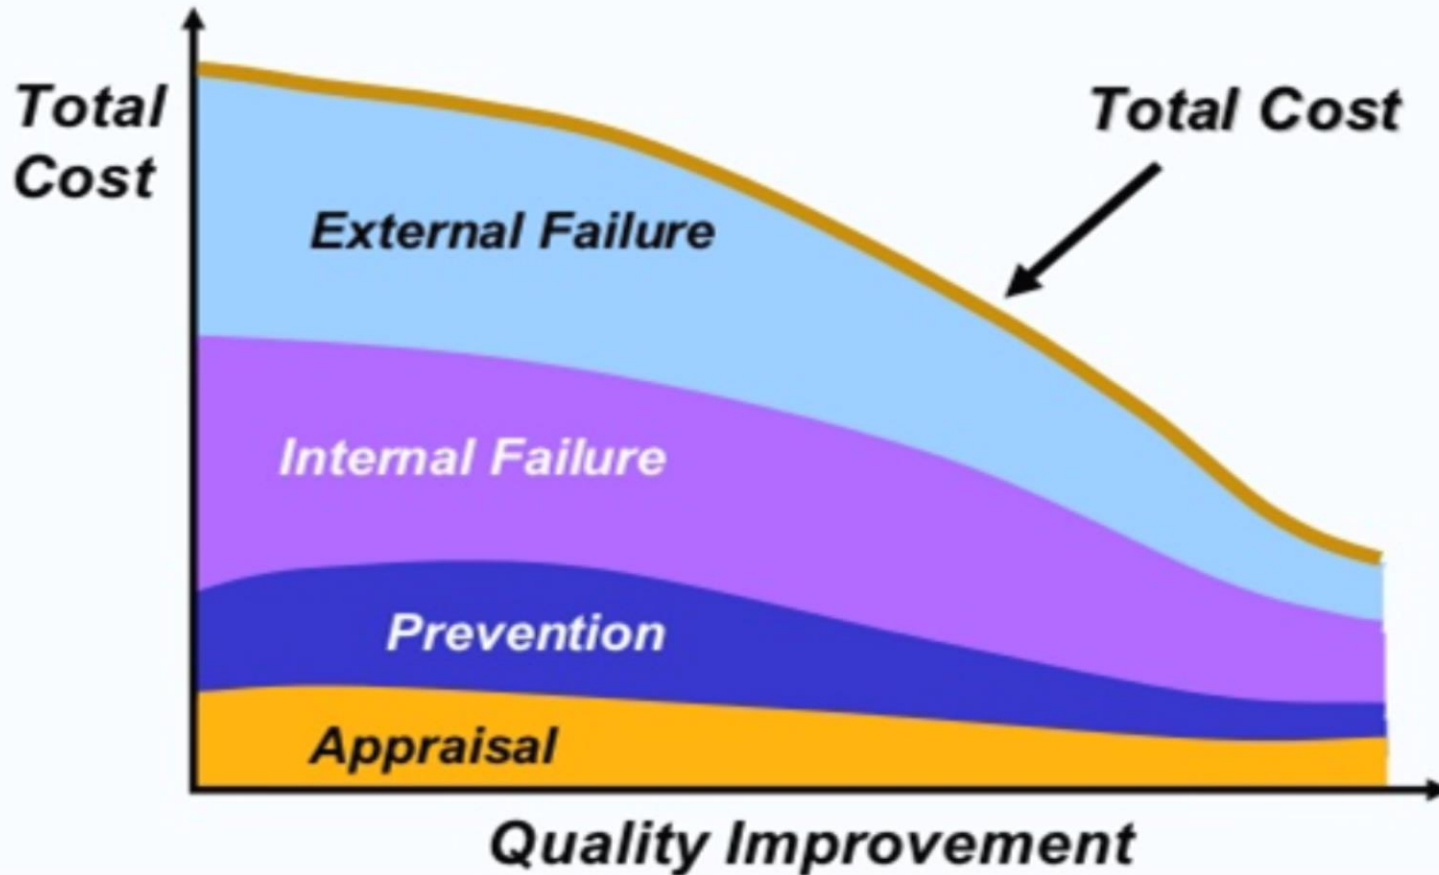 Total
Cost
Total Cost
External Failure
Internal Failure
Prevention
Appraisal
Quality Improvement